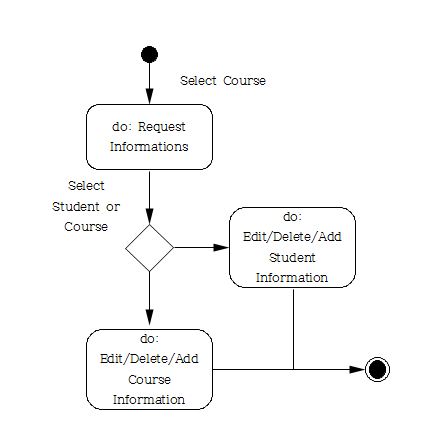 Select Course
do: Request
Informations
Select
Student or
Course
do:
Edit/Delete/Add
Student
Information
do:
Edit/Delete/Add
Course
Information